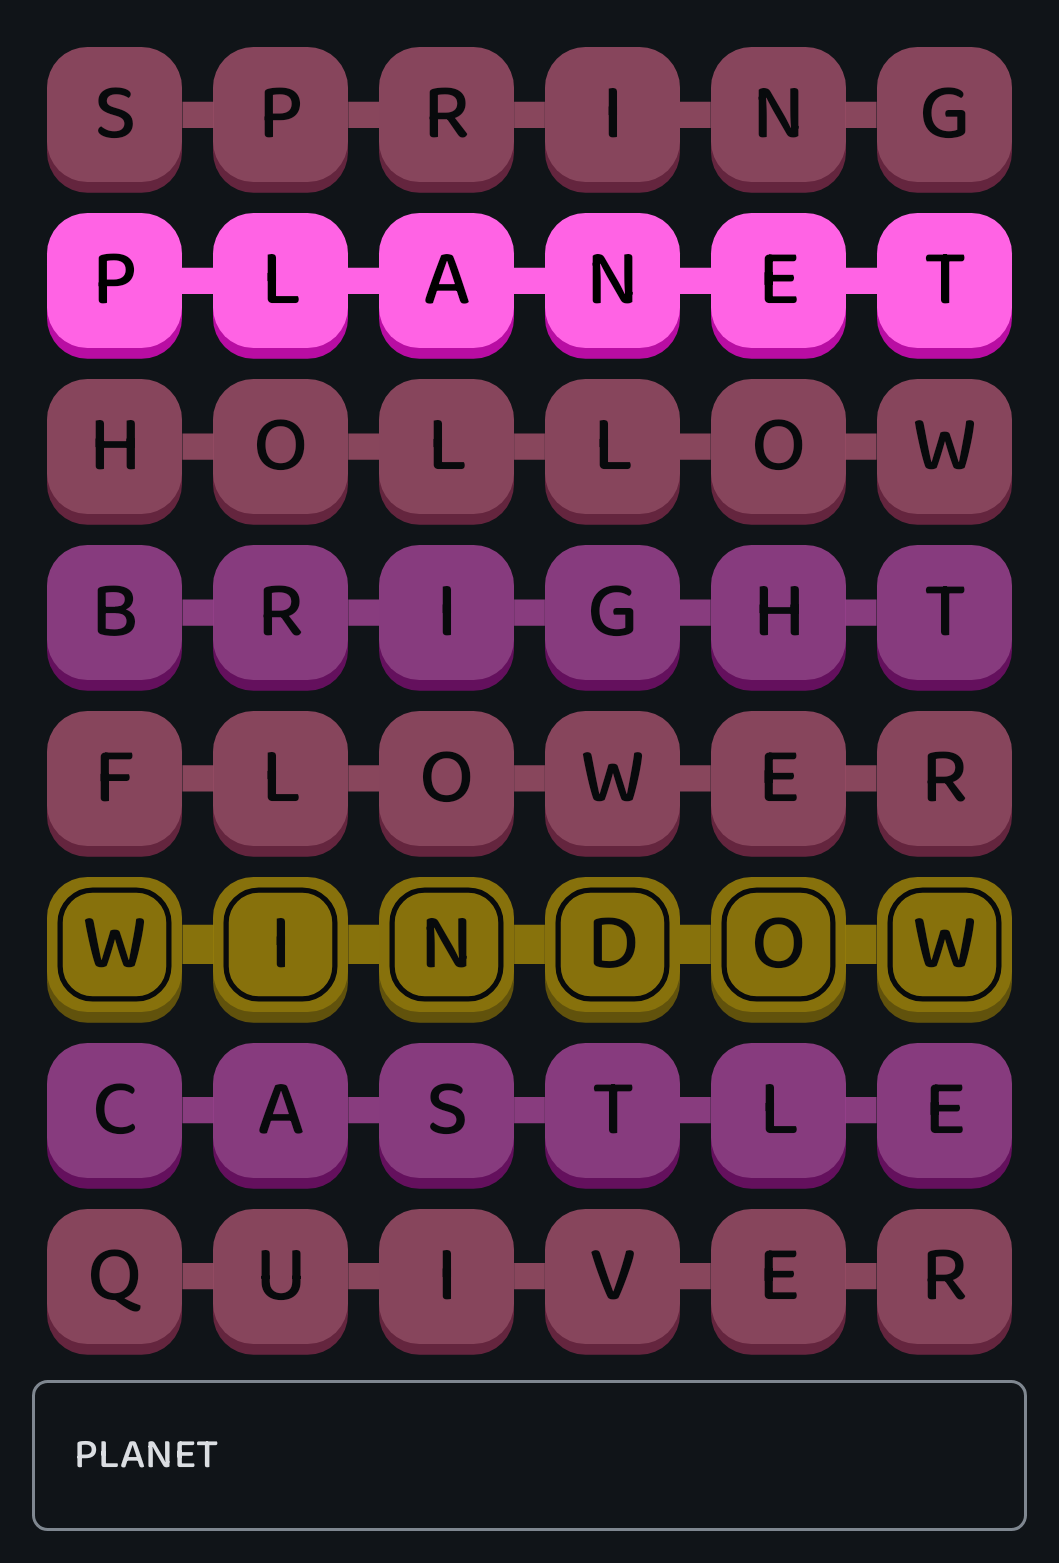 SPRING
PLANET
HOLLOW
BRIGHT
FLOWER
WINDOW
CASTLE
QUIVER
PLANET